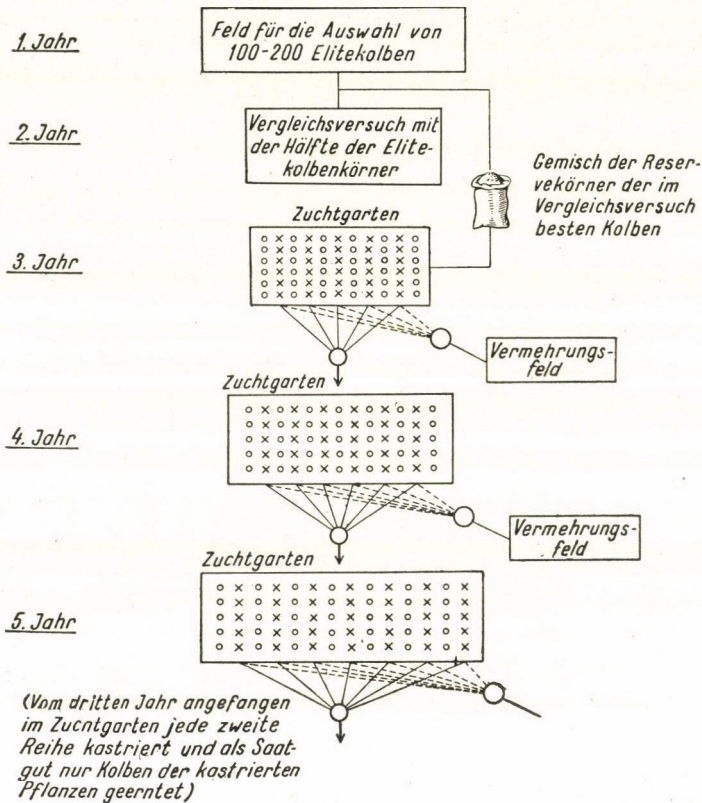 1. Jahr
Feld für die Auswahl von
100-200 Elitekolben
2. Jahr
Vergleichsversuch mit
der Hälfte der Elite-
kolbenkörner
Gemisch der Reser-
vekörner der im
Vergleichsversuch
besten Kolben
Zuchtgarten
3. Jahr
Vermehrungs-
feld
Zuchtgarten
4. Jahr
Vermehrungs-
feld
Zuchtgarten
5. Jahr
(Vom dritten Jahr angefangen
im Zucntgarten jede zweite
Reihe kastriert und als Saat-
gut nur Kolben der kastrierten
Pflanzen geerntet)